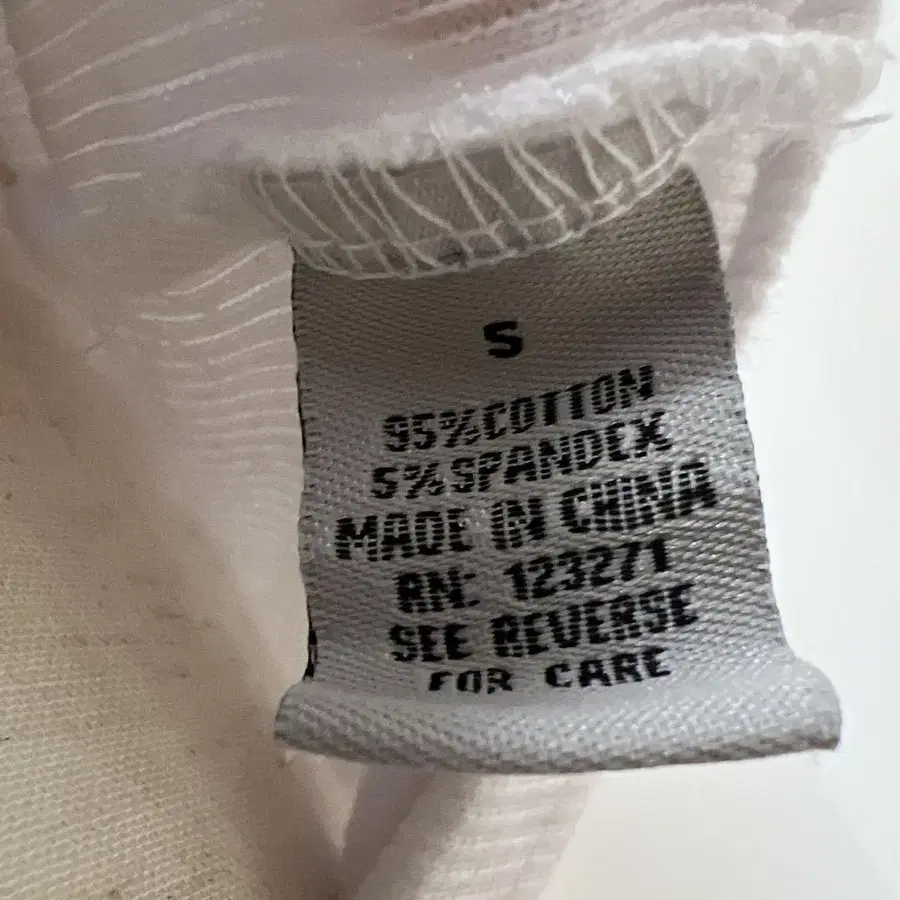 S
95%COTTON
5%SPANDEX
MADE IN CHINA
RN: 123271
SEE REVERSE
FOR CARE